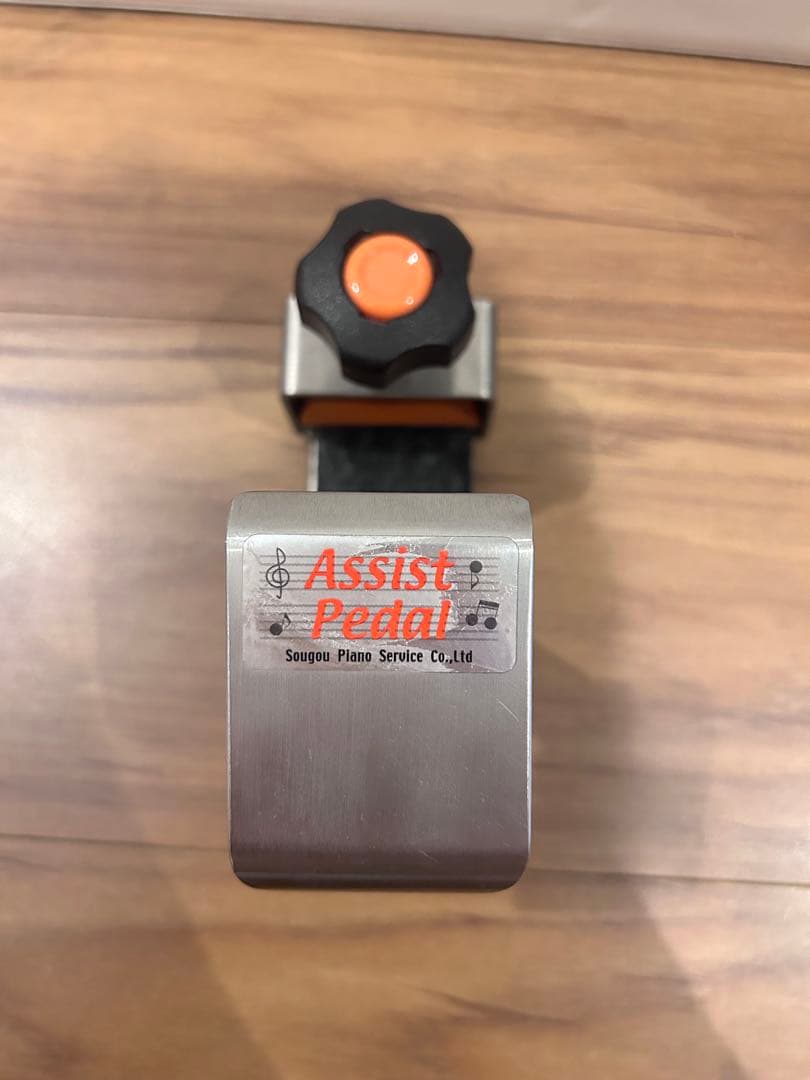 Assist
Pedal
Sougou Piano Service Co.,Ltd